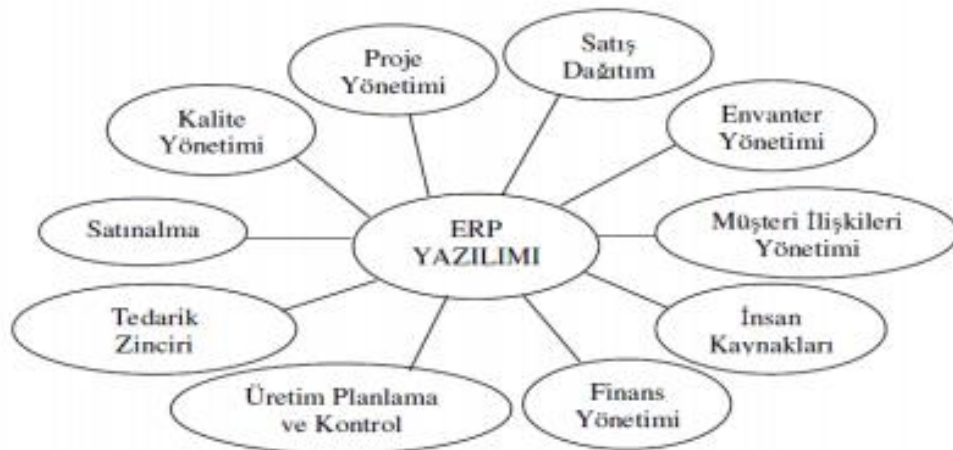 Proje
Yönetimi
Satış
Dağıtım
Kalite
Yönetimi
Envanter
Yönetimi
Satınalma
ERP
YAZILIMI
Müşteri İlişkileri
Yönetimi
Tedarik
Zinciri
İnsan
Kaynakları
Üretim Planlama
ve Kontrol
Finans
Yönetimi